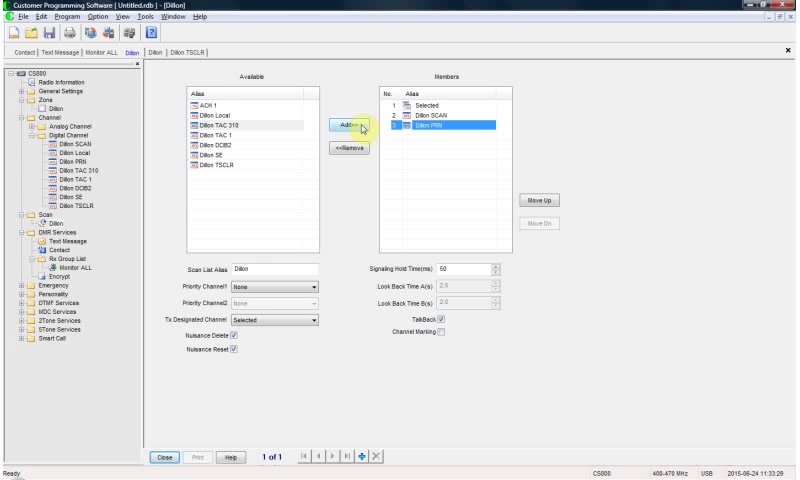 Customer Programming Software [ Untitled.rdb ] - [Dillon]
File Edit Program Option View Tools Window Help
Contact Text Message Monitor ALL Dillon Dillon Dillon TSCLR
CS800
Radio Information
General Settings
Zone
Dillon
Channel
Analog Channel
Digital Channel
Dillon SCAN
Dillon Local
Dillon PRN
Dillon TAC 310
Dillon TAC 1
Dillon DCIB2
Dillon SE
Dillon TSCLR
Scan
Dillon
DMR Services
Text Message
Contact
Rx Group List
Monitor ALL
Encrypt
Emergency
Personality
DTMF Services
MDC Services
2Tone Services
5Tone Services
Smart Call
Available
Alias
ACH 1
Dillon Local
Dillon TAC 310
Dillon TAC 1
Dillon DCIB2
Dillon SE
Dillon TSCLR
Add>>
<<Remove
Members
No. Alias
1 Selected
2 Dillon SCAN
3 Dillon PRN
Move Up
Move Dn
Scan List Alias Dillon
Priority Channel1 None
Priority Channel2 None
Tx Designated Channel Selected
Nuisance Delete
Nuisance Reset
Signaling Hold Time(ms) 50
Look Back Time A(s) 2.0
Look Back Time B(s) 2.0
TalkBack
Channel Marking
Close Print Help 1 of 1
Ready CS800 400-470 MHz USB 2015-06-24 11:33:29